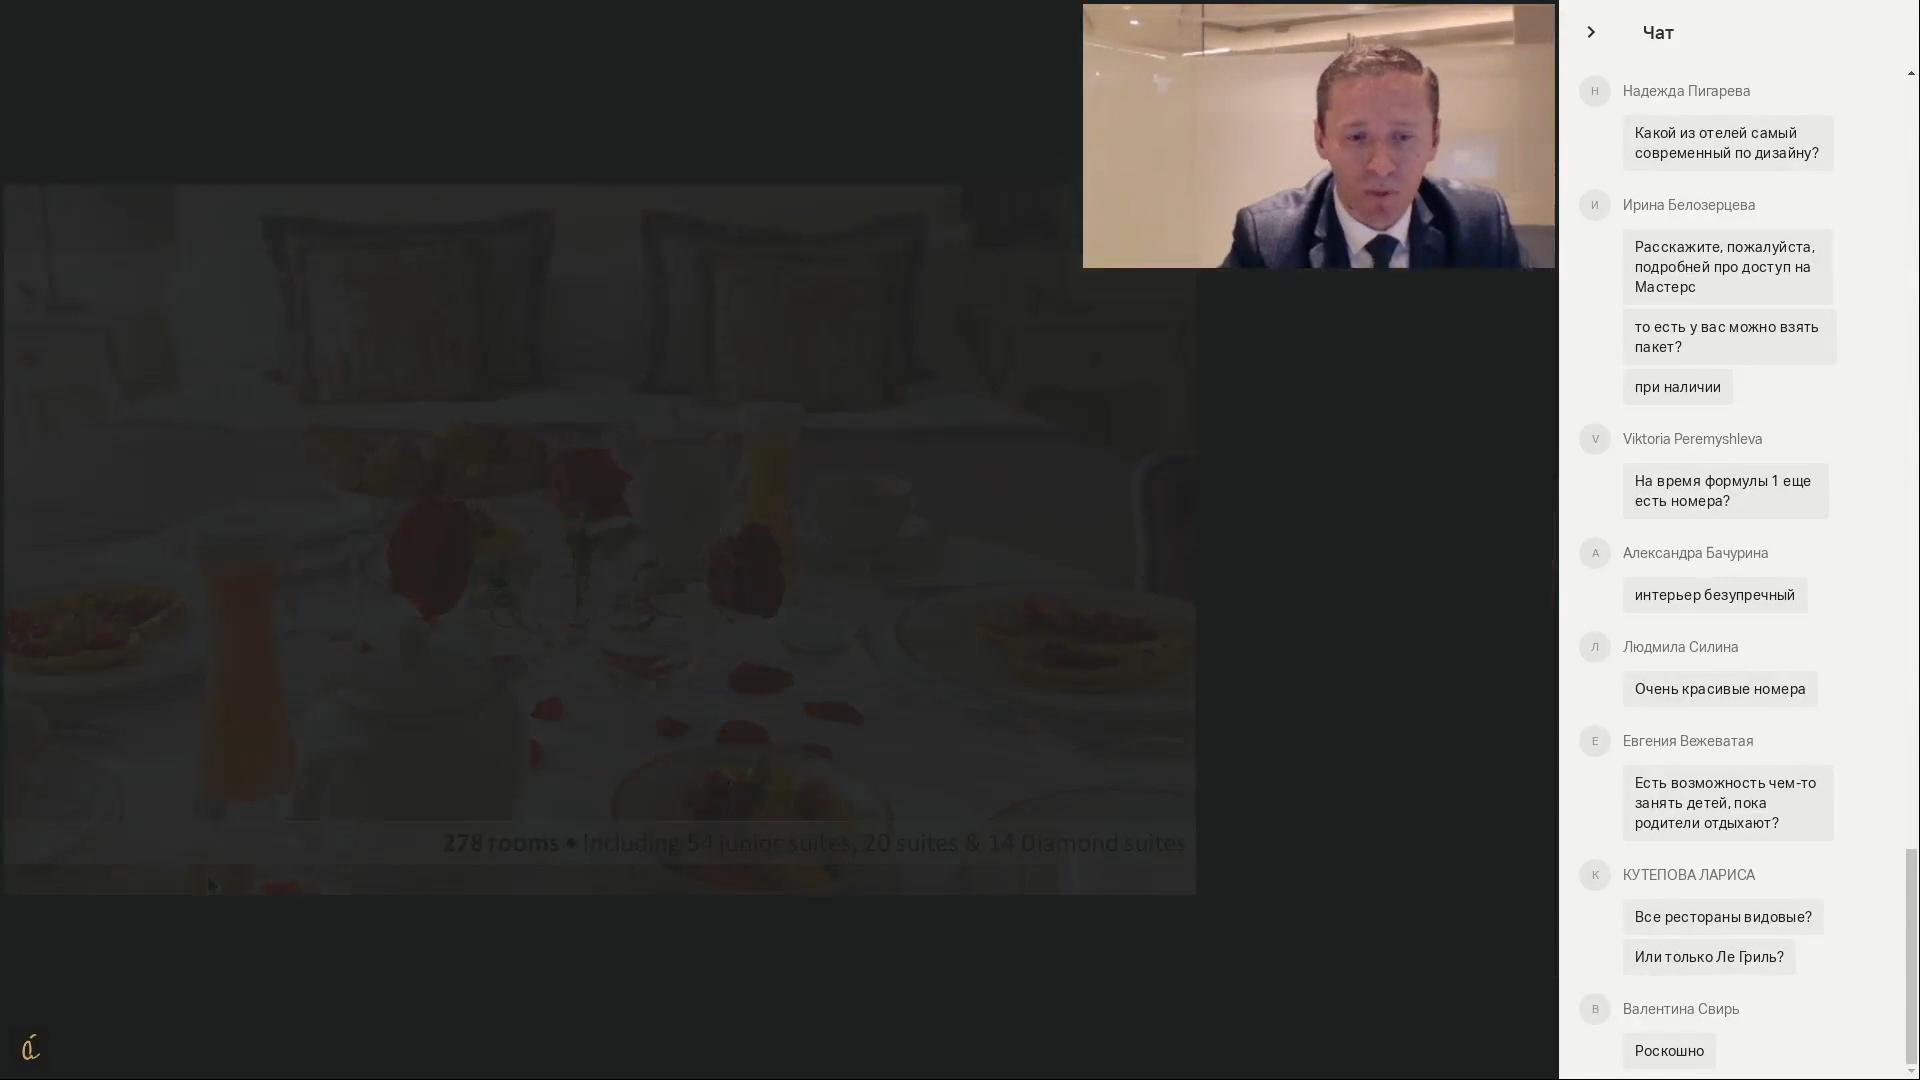 Чат
Н
Надежда Пигарева
Какой из отелей самый
современный по дизайну?
И
Ирина Белозерцева
Расскажите, пожалуйста,
подробней про доступ на
Мастерс
то есть у вас можно взять
пакет?
при наличии
V
Viktoria Peremyshleva
На время формулы 1 еще
есть номера?
А
Александра Бачурина
интерьер безупречный
Л
Людмила Силина
Очень красивые номера
Е
Евгения Вежеватая
Есть возможность чем-то
занять детей, пока
родители отдыхают?
К
КУТЕПОВА ЛАРИСА
Все рестораны видовые?
Или только Ле Гриль?
В
Валентина Свирь
Роскошно
278 rooms • Including 54 junior suites, 20 suites & 14 Diamond suites
á